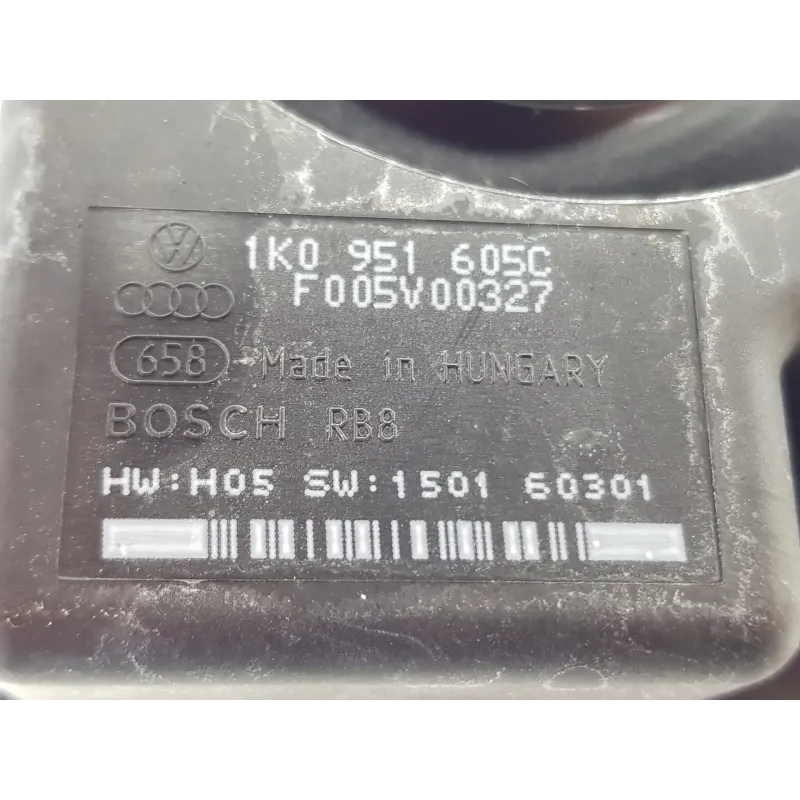 1K0 951 605C
F005V00327
658 Made in HUNGARY
BOSCH RB8
HW:H05 SW:1501 60301